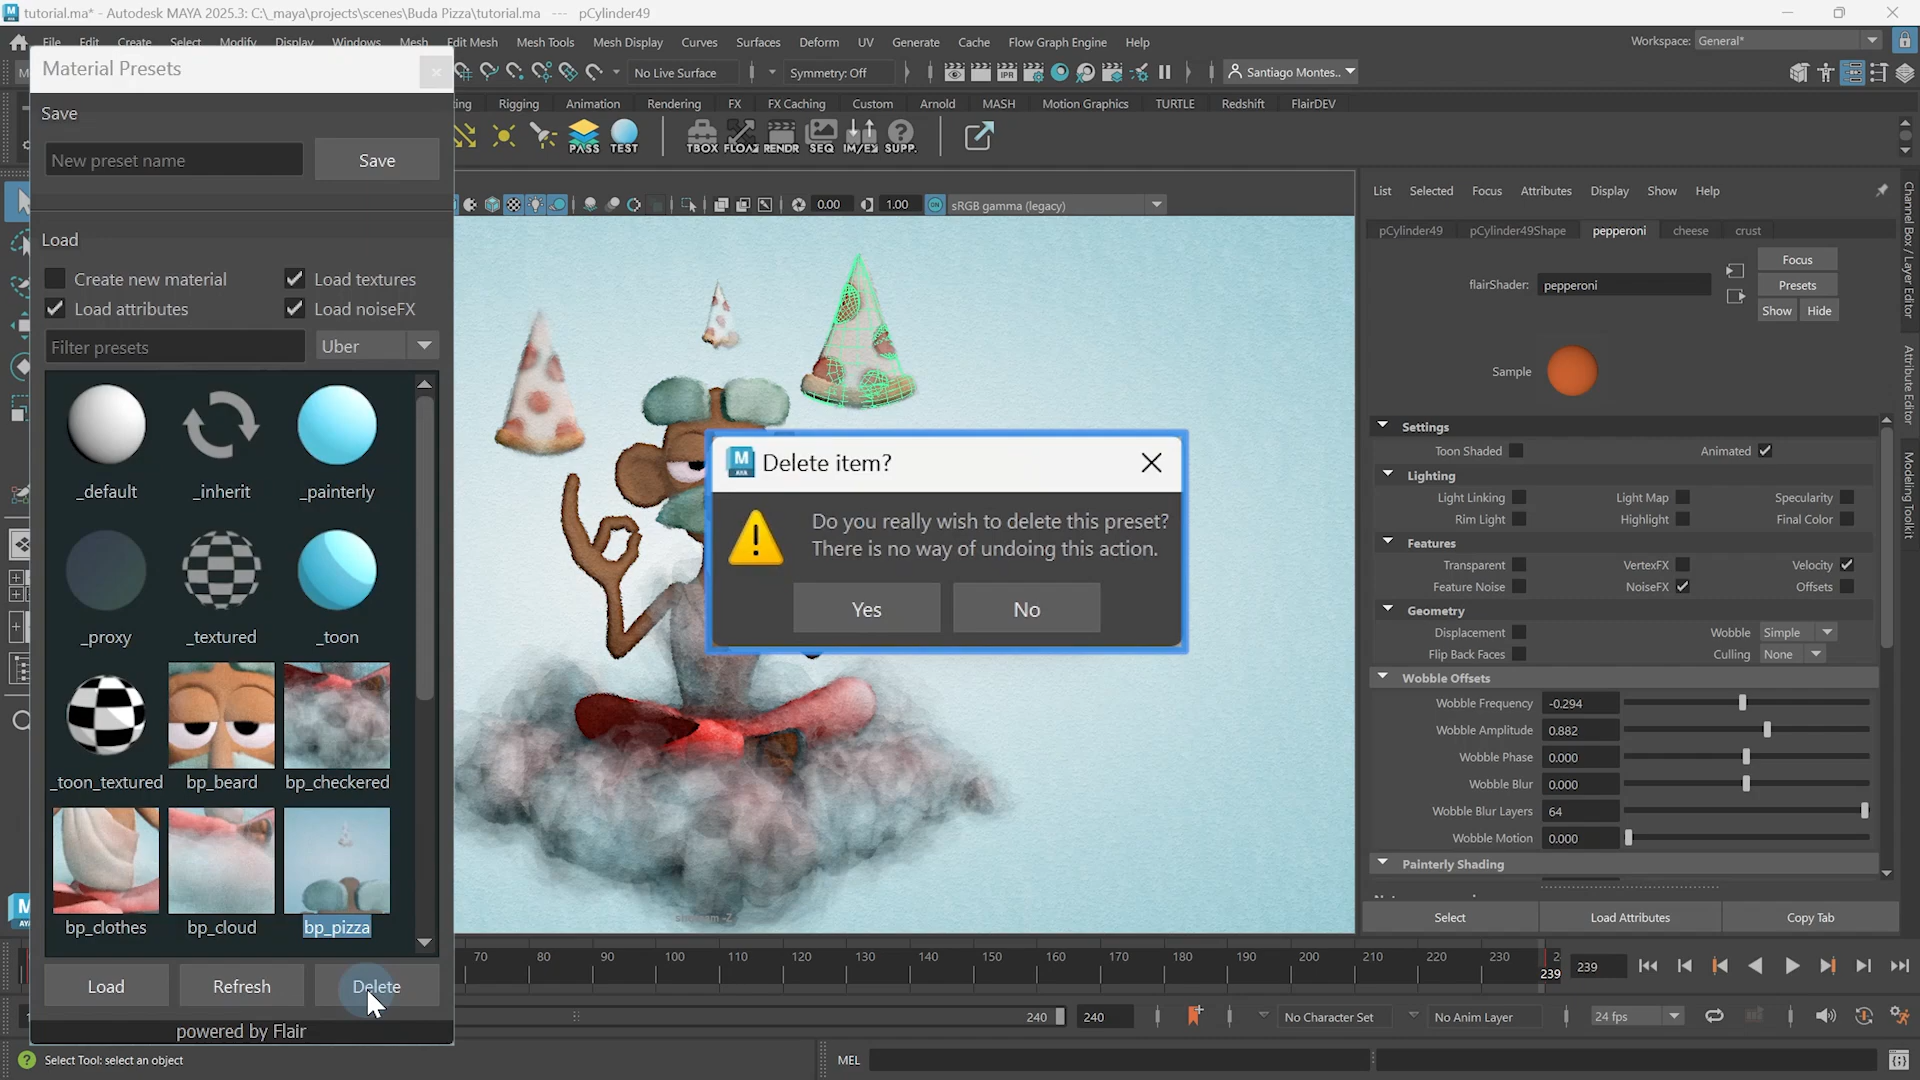 tutorial.ma* - Autodesk MAYA 2025.3: C:\_maya\projects\scenes\Buda Pizza\tutorial.ma --- pCylinder49
File Edit Create Select Modify Display Windows Mesh Edit Mesh Mesh Tools Mesh Display Curves Surfaces Deform UV Generate Cache Flow Graph Engine Help
Workspace: General*
Material Presets
No Live Surface
Symmetry: Off
IPR
Santiago Montes..
Rigging Animation Rendering FX FX Caching Custom Arnold MASH Motion Graphics TURTLE Redshift FlairDEV
PASS TEST TBOX FLOAZ RENDR SEQ IM/EX SUPP.
Save
New preset name
Save
Load
Create new material
Load textures
Load attributes
Load noiseFX
Filter presets
Uber
_default _inherit _painterly
_proxy _textured _toon
_toon_textured bp_beard bp_checkered
bp_clothes bp_cloud bp_pizza
Load Refresh Delete
powered by Flair
0.00 1.00 ON sRGB gamma (legacy)
Delete item?
Do you really wish to delete this preset?
There is no way of undoing this action.
Yes No
List Selected Focus Attributes Display Show Help
pCylinder49 pCylinder49Shape pepperoni cheese crust
flairShader: pepperoni
Focus
Presets
Show Hide
Sample
Settings
Toon Shaded Animated
Lighting
Light Linking Light Map Specularity
Rim Light Highlight Final Color
Features
Transparent VertexFX Velocity
Feature Noise NoiseFX Offsets
Geometry
Displacement Wobble Simple
Flip Back Faces Culling None
Wobble Offsets
Wobble Frequency -0.294
Wobble Amplitude 0.882
Wobble Phase 0.000
Wobble Blur 0.000
Wobble Blur Layers 64
Wobble Motion 0.000
Painterly Shading
Select Load Attributes Copy Tab
Channel Box / Layer Editor
Attribute Editor
Modeling Toolkit
70 80 90 100 110 120 130 140 150 160 170 180 190 200 210 220 230
239
239
240 240 No Character Set No Anim Layer 24 fps
Select Tool: select an object
MEL